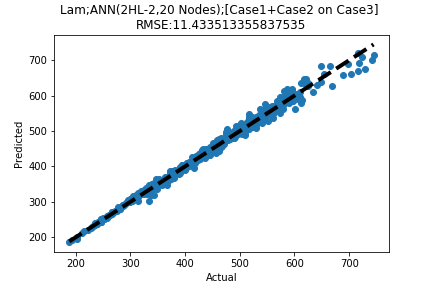 Lam;ANN(2HL-2,20 Nodes);[Case1+Case2 on Case3]
RMSE:11.433513355837535
700
600
500
400
300
200
Predicted
200 300 400 500 600 700
Actual